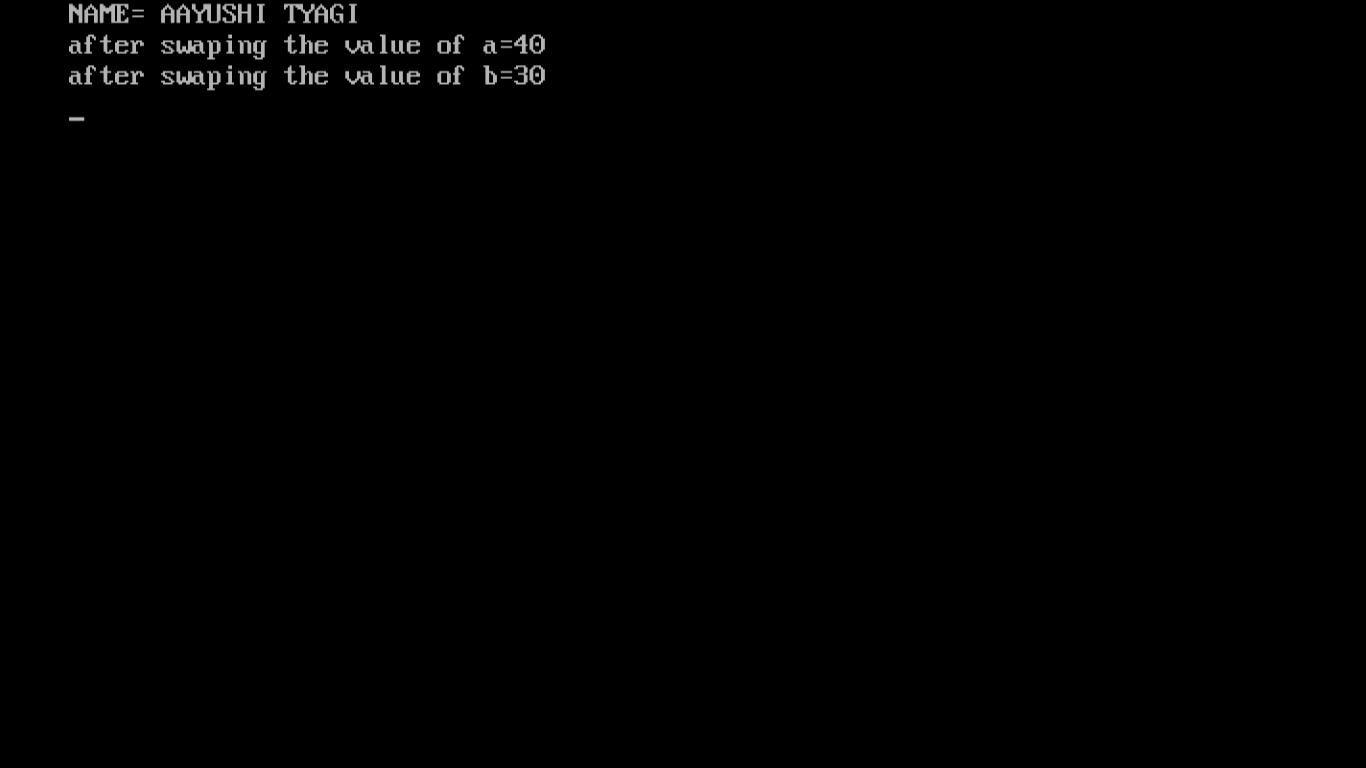 NAME= AAYUSHI TYAGI
after swaping the value of a=40
after swaping the value of b=30